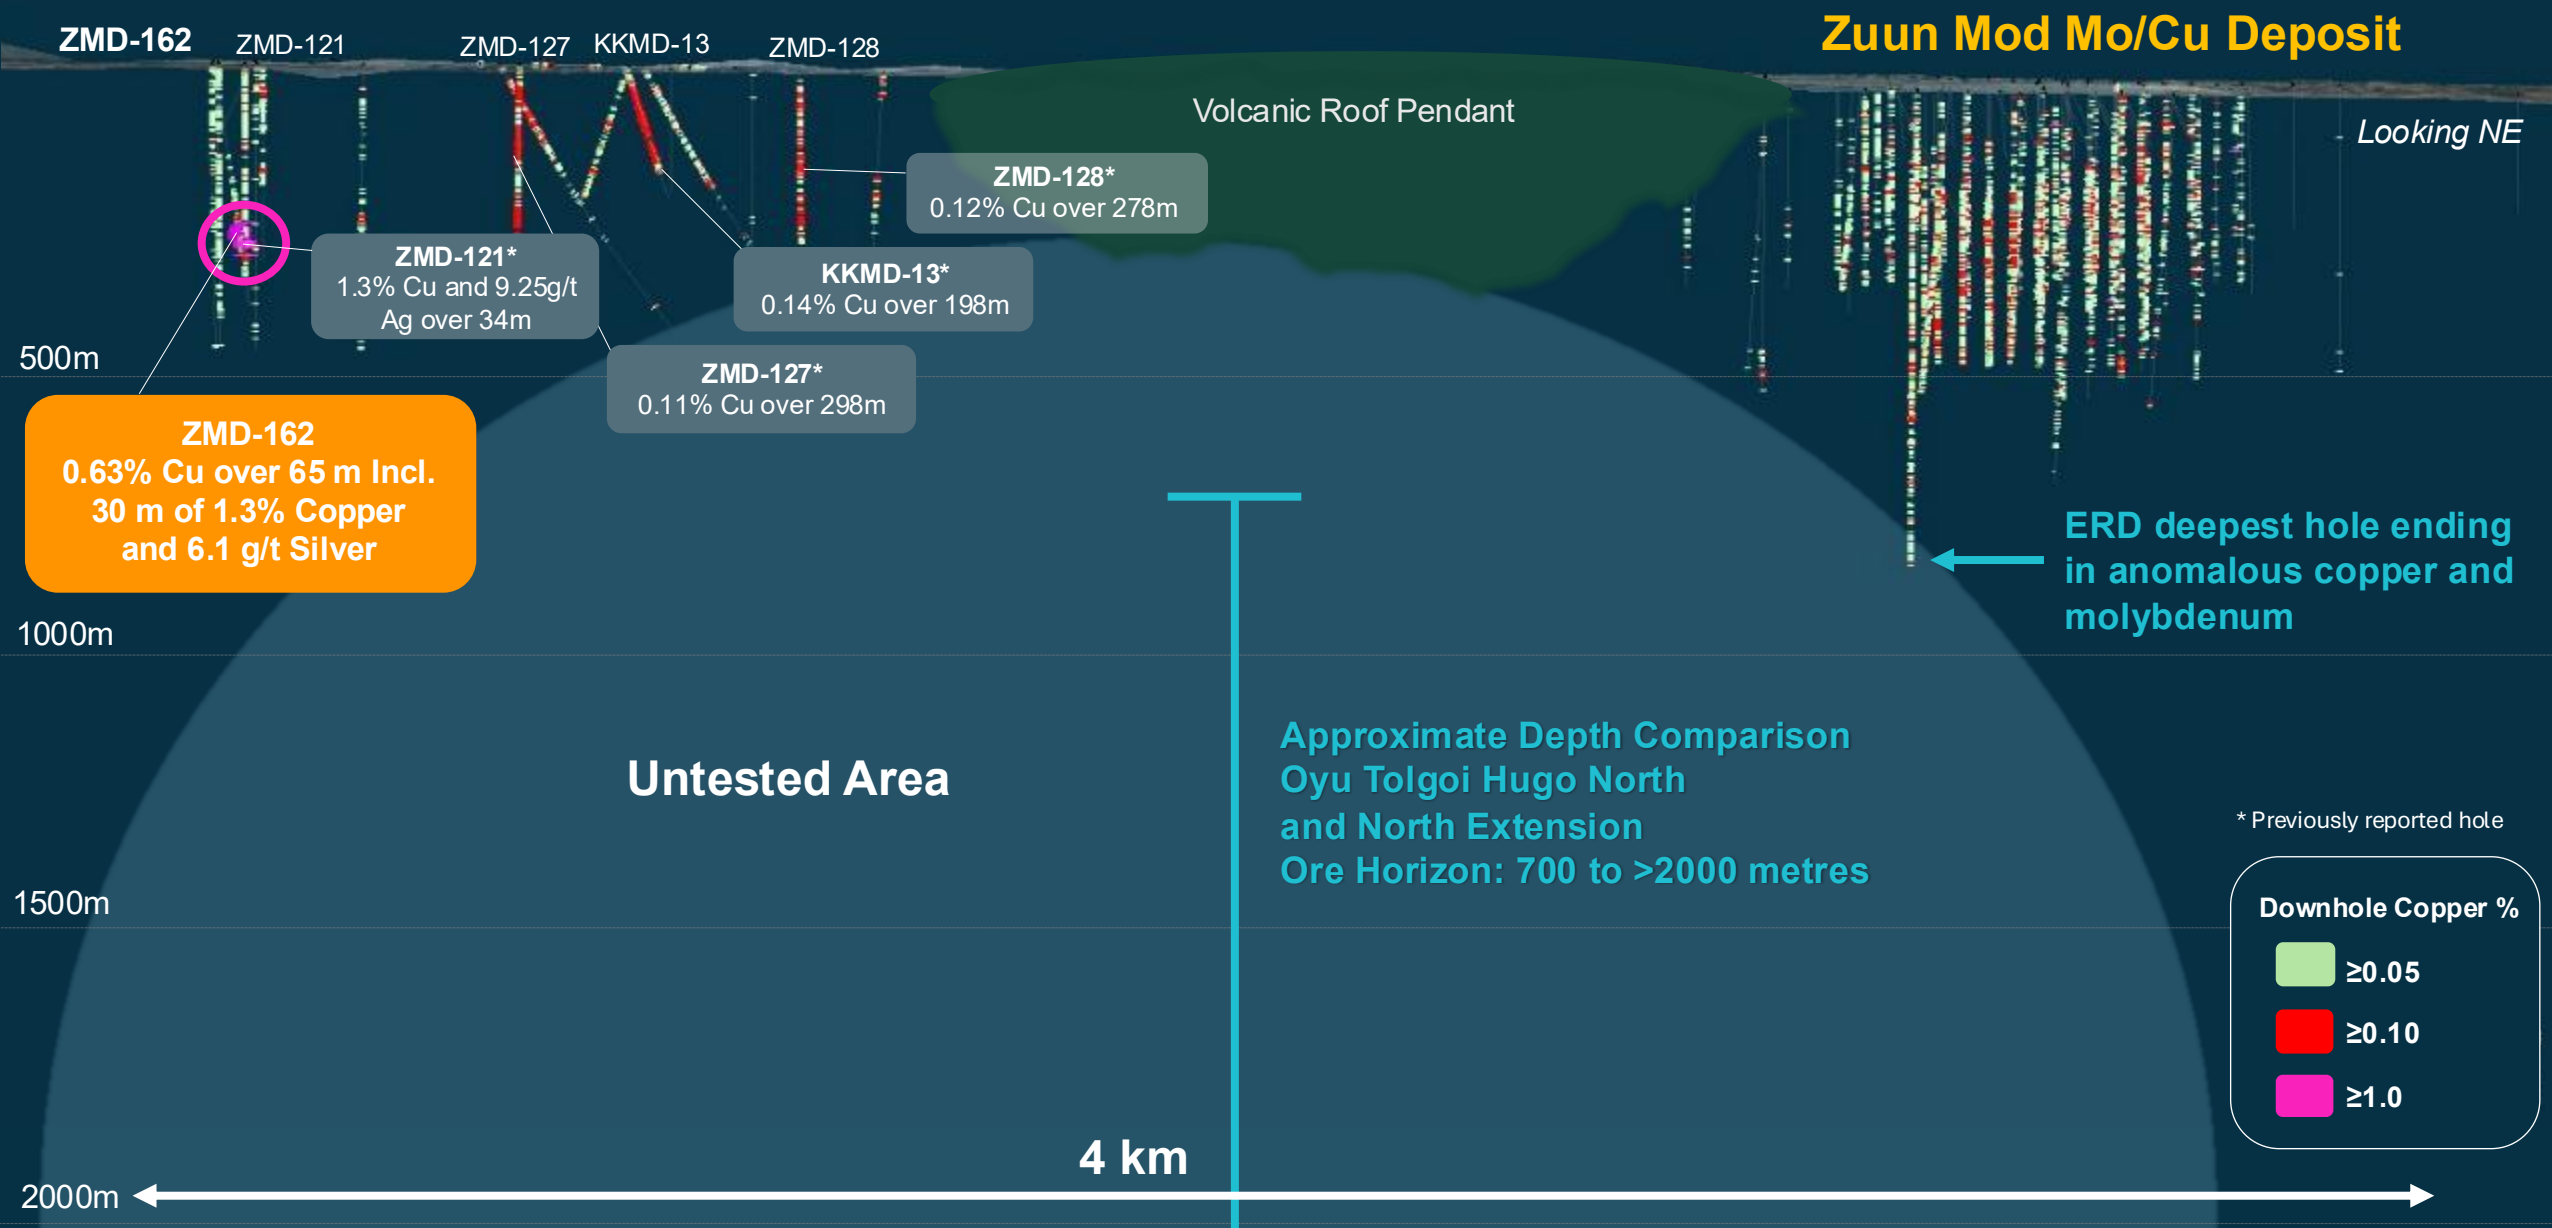 Zuun Mod Mo/Cu Deposit
ZMD-162
ZMD-121
ZMD-127
KKMD-13
ZMD-128
Volcanic Roof Pendant
Looking NE
ZMD-128*
0.12% Cu over 278m
ZMD-121*
1.3% Cu and 9.25g/t
Ag over 34m
KKMD-13*
0.14% Cu over 198m
500m
ZMD-127*
0.11% Cu over 298m
ZMD-162
0.63% Cu over 65 m Incl.
30 m of 1.3% Copper
and 6.1 g/t Silver
ERD deepest hole ending
in anomalous copper and
molybdenum
1000m
Untested Area
Approximate Depth Comparison
Oyu Tolgoi Hugo North
and North Extension
Ore Horizon: 700 to >2000 metres
* Previously reported hole
1500m
Downhole Copper %
≥0.05
≥0.10
≥1.0
4 km
2000m